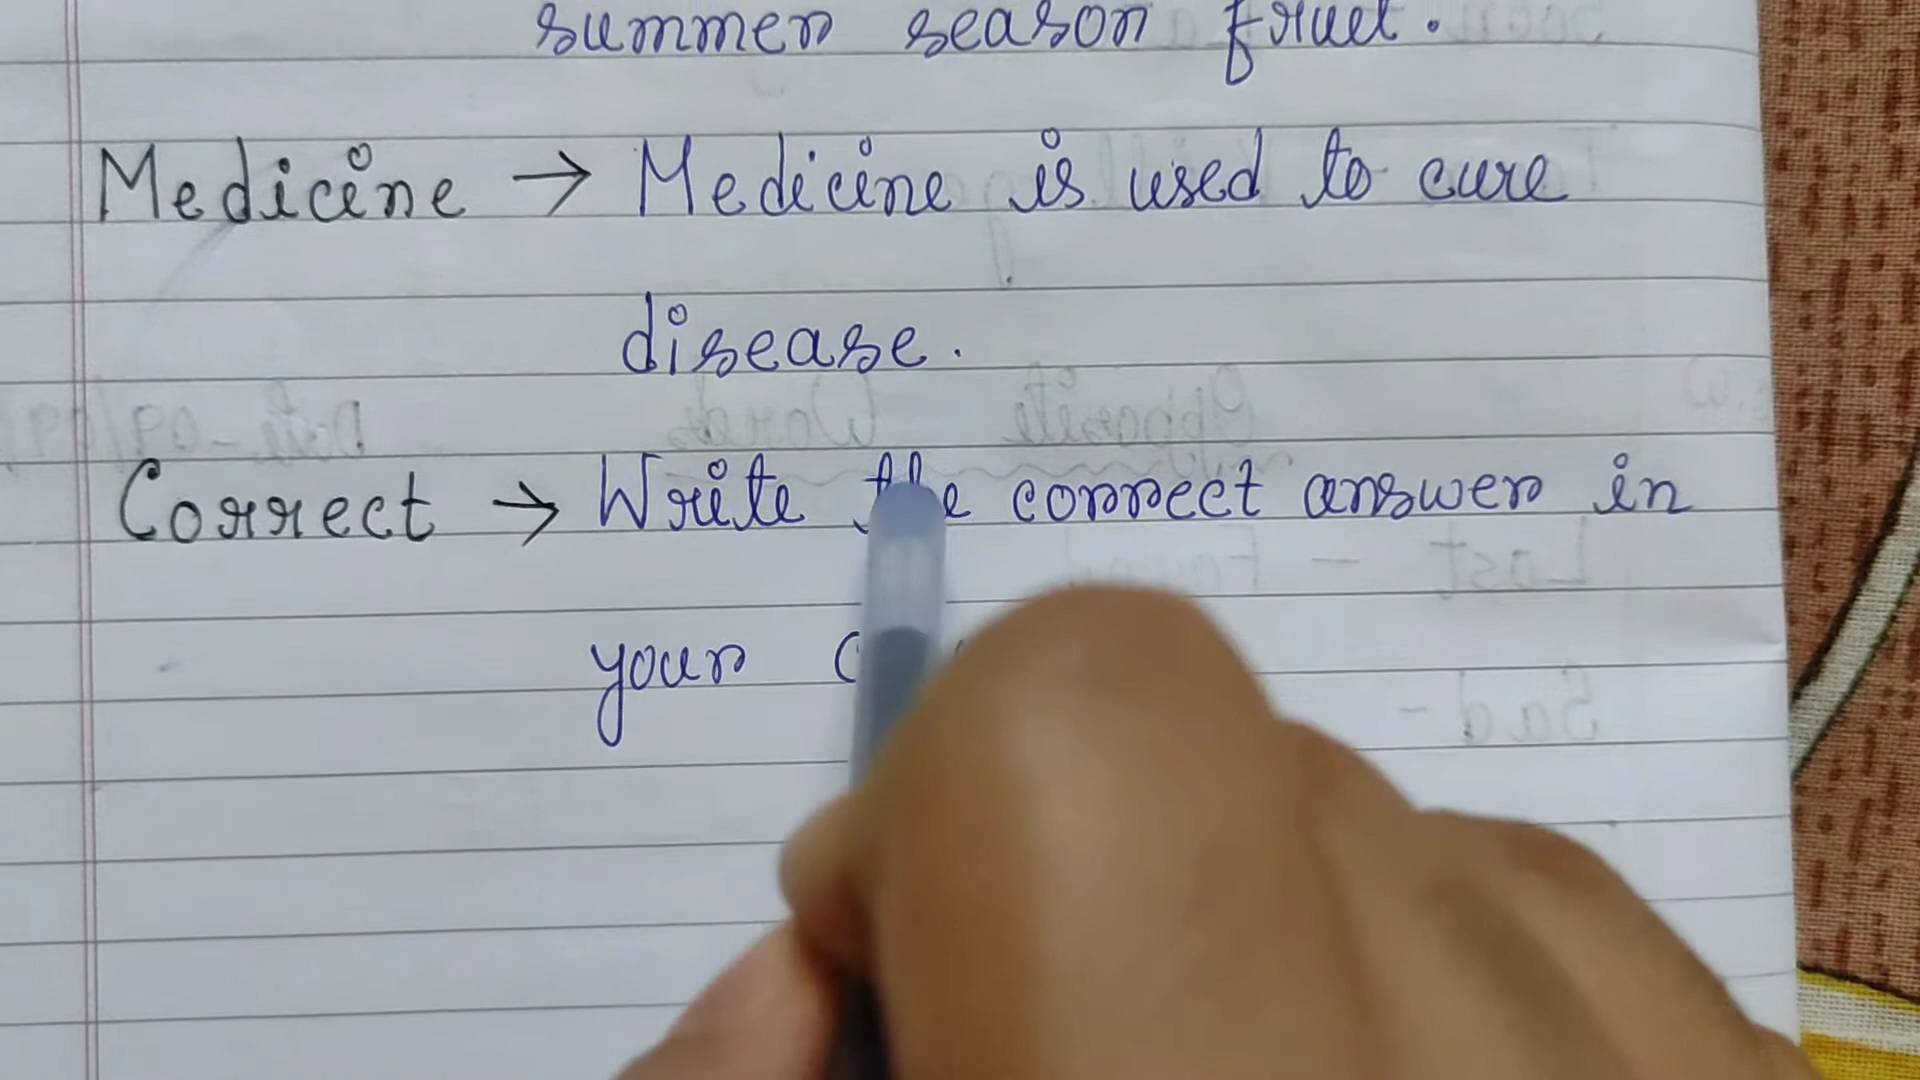 summer season fruit.
Medicine → Medicine is used to cure
disease.
Correct → Write the correct answer in
your